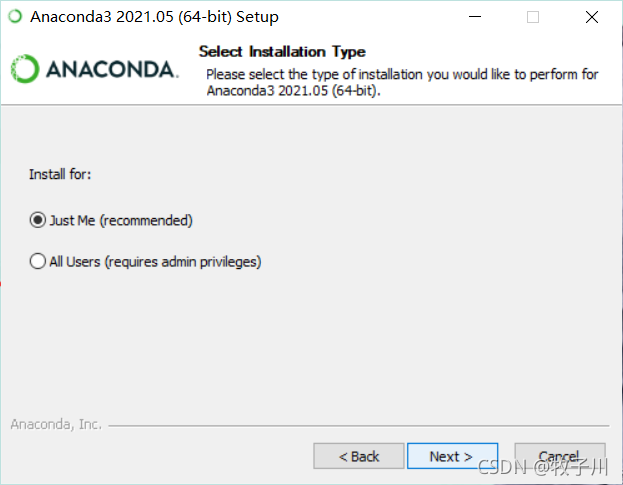 Anaconda3 2021.05 (64-bit) Setup
ANACONDA.
Select Installation Type
Please select the type of installation you would like to perform for
Anaconda3 2021.05 (64-bit).
Install for:
Just Me (recommended)
All Users (requires admin privileges)
Anaconda, Inc.
< Back
Next >
Cancel
CSDN @牧子川